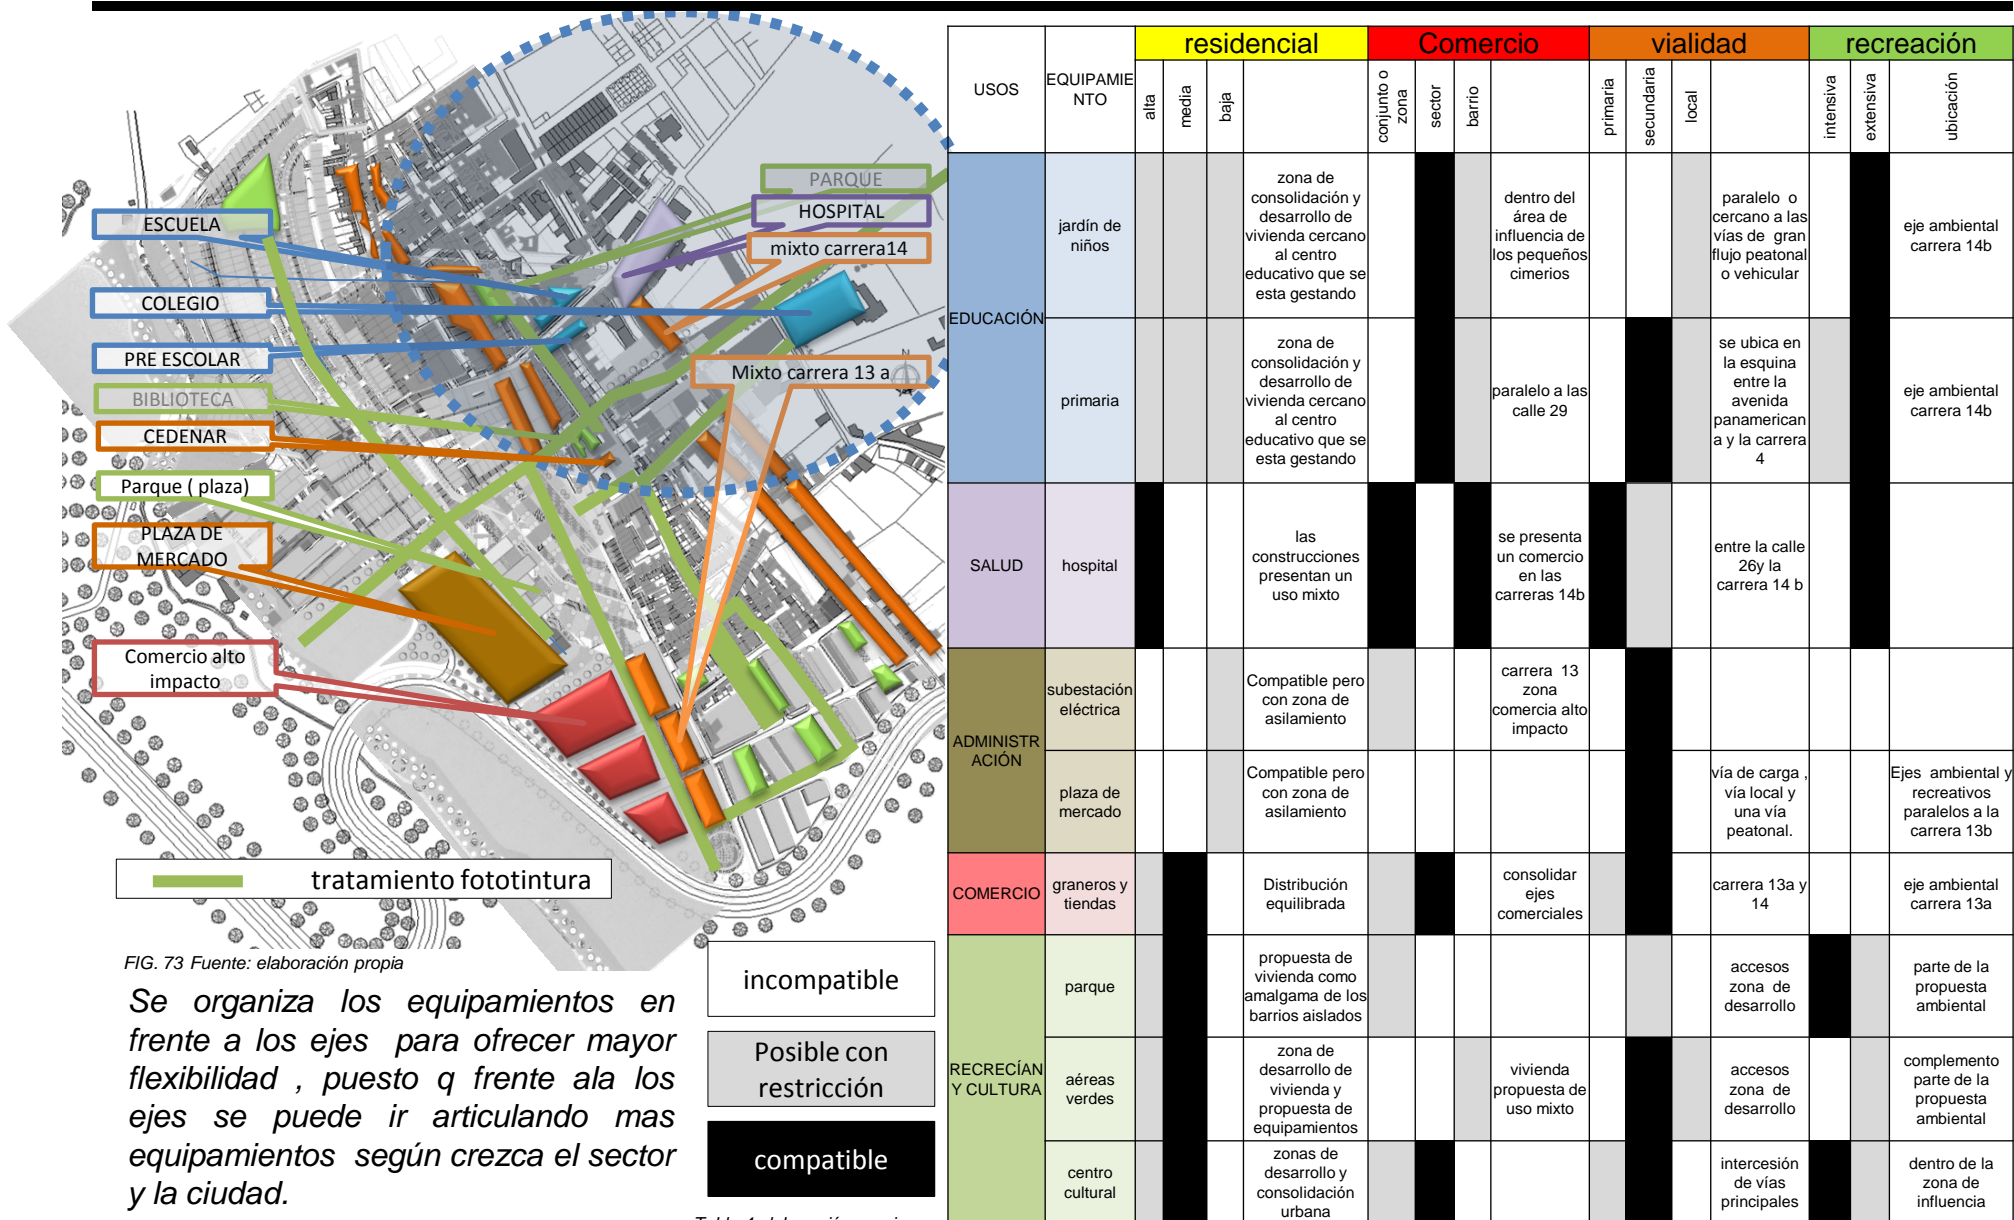 ESCUELA
COLEGIO
PRE ESCOLAR
BIBLIOTECA
CEDENAR
Parque ( plaza)
PLAZA DE
MERCADO
Comercio alto
impacto
PARQUE
HOSPITAL
mixto carrera14
Mixto carrera 13 a
tratamiento fototintura
FIG. 73 Fuente: elaboración propia
Se organiza los equipamientos en
frente a los ejes para ofrecer mayor
flexibilidad , puesto q frente ala los
ejes se puede ir articulando mas
equipamientos según crezca el sector
y la ciudad.
incompatible
Posible con
restricción
compatible
USOS
EQUIPAMIE
NTO
residencial
Comercio
vialidad
recreación
alta
media
baja
conjunto o
zona
sector
barrio
primaria
secundaria
local
intensiva
extensiva
ubicación
EDUCACIÓN
jardín de
niños
zona de
consolidación y
desarrollo de
vivienda cercano
al centro
educativo que se
esta gestando
dentro del
área de
influencia de
los pequeños
cimerios
paralelo o
cercano a las
vías de gran
flujo peatonal
o vehicular
eje ambiental
carrera 14b
primaria
zona de
consolidación y
desarrollo de
vivienda cercano
al centro
educativo que se
esta gestando
paralelo a las
calle 29
se ubica en
la esquina
entre la
avenida
panamerican
a y la carrera
4
eje ambiental
carrera 14b
SALUD
hospital
las
construcciones
presentan un
uso mixto
se presenta
un comercio
en las
carreras 14b
entre la calle
26y la
carrera 14 b
ADMINISTR
ACIÓN
subestación
eléctrica
Compatible pero
con zona de
asilamiento
carrera 13
zona
comercia alto
impacto
plaza de
mercado
Compatible pero
con zona de
asilamiento
vía de carga ,
vía local y
una vía
peatonal.
Ejes ambiental y
recreativos
paralelos a la
carrera 13b
COMERCIO
graneros y
tiendas
Distribución
equilibrada
consolidar
ejes
comerciales
carrera 13a y
14
eje ambiental
carrera 13a
RECRECÍAN
Y CULTURA
parque
propuesta de
vivienda como
amalgama de los
barrios aislados
accesos
zona de
desarrollo
parte de la
propuesta
ambiental
aéreas
verdes
zona de
desarrollo de
vivienda y
propuesta de
equipamientos
vivienda
propuesta de
uso mixto
accesos
zona de
desarrollo
complemento
parte de la
propuesta
ambiental
centro
cultural
zonas de
desarrollo y
consolidación
urbana
intercesión
de vías
principales
dentro de la
zona de
influencia